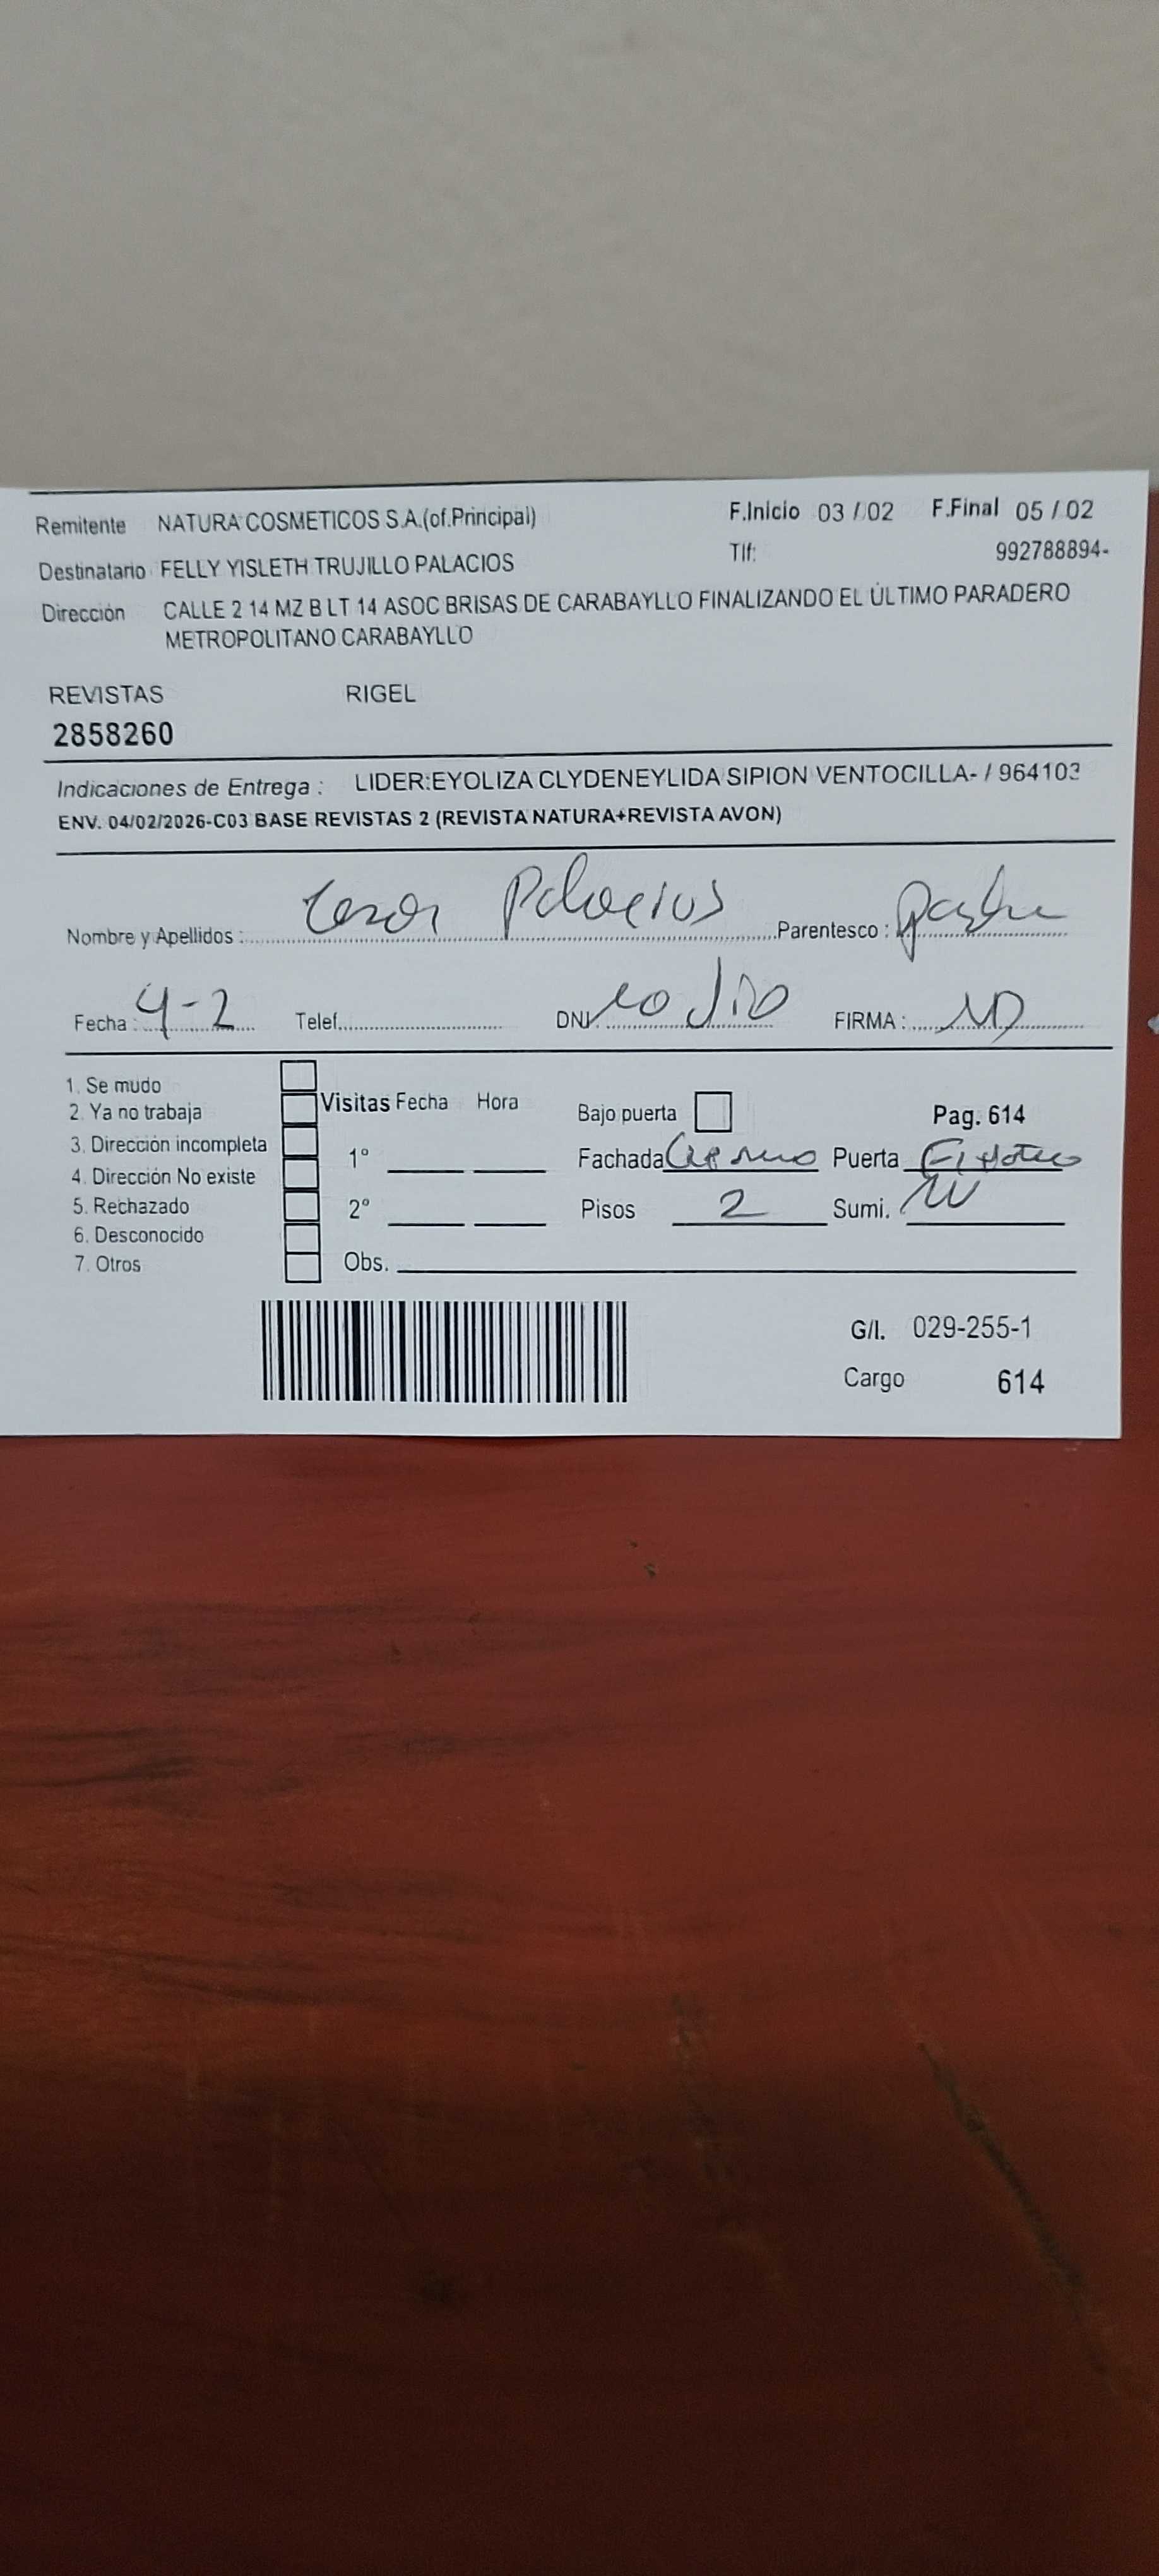 Remitente NATURA COSMETICOS S.A.(of.Principal) F.Inicio 03 / 02 F.Final 05 / 02
Destinatario FELLY YISLETH TRUJILLO PALACIOS Tlf: 992788894-
Dirección CALLE 2 14 MZ B LT 14 ASOC BRISAS DE CARABAYLLO FINALIZANDO EL ÚLTIMO PARADERO
METROPOLITANO CARABAYLLO
REVISTAS RIGEL
2858260
Indicaciones de Entrega : LIDER:EYOLIZA CLYDENEYLIDA SIPION VENTOCILLA- / 964103
ENV. 04/02/2026-C03 BASE REVISTAS 2 (REVISTA NATURA+REVISTA AVON)
Nombre y Apellidos : Palacios Parentesco : padre
Fecha : 4-2 Telef. DNI: no dio FIRMA :
1. Se mudo
2. Ya no trabaja Visitas Fecha Hora Bajo puerta Pag. 614
3. Dirección incompleta 1° Fachada Puerta
4. Dirección No existe
5. Rechazado 2° Pisos 2 Sumi.
6. Desconocido
7. Otros Obs.
G/I. 029-255-1
Cargo 614